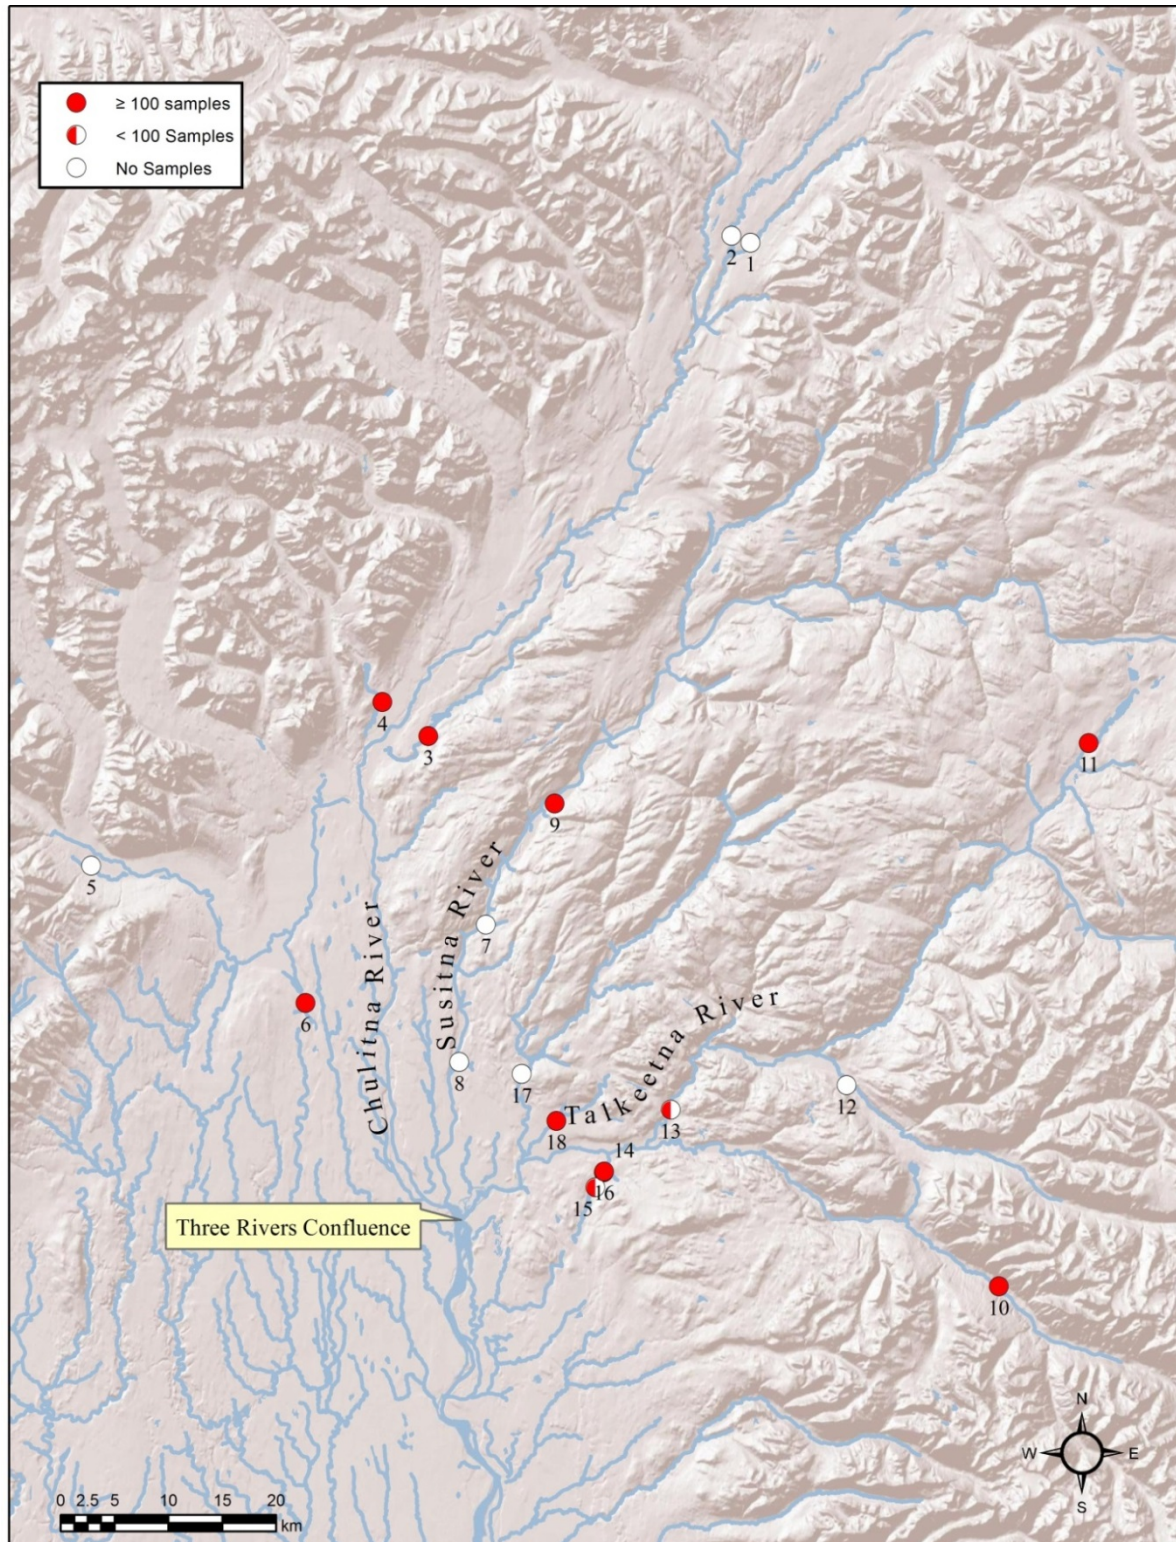 ≥ 100 samples
< 100 Samples
No Samples
2
1
4
3
11
9
5
7
6
Chulitna River
Susitna River
Talkeetna River
8
17
12
18
13
14
16
15
Three Rivers Confluence
10
N
W
E
S
0 2.5 5 10 15 20
km